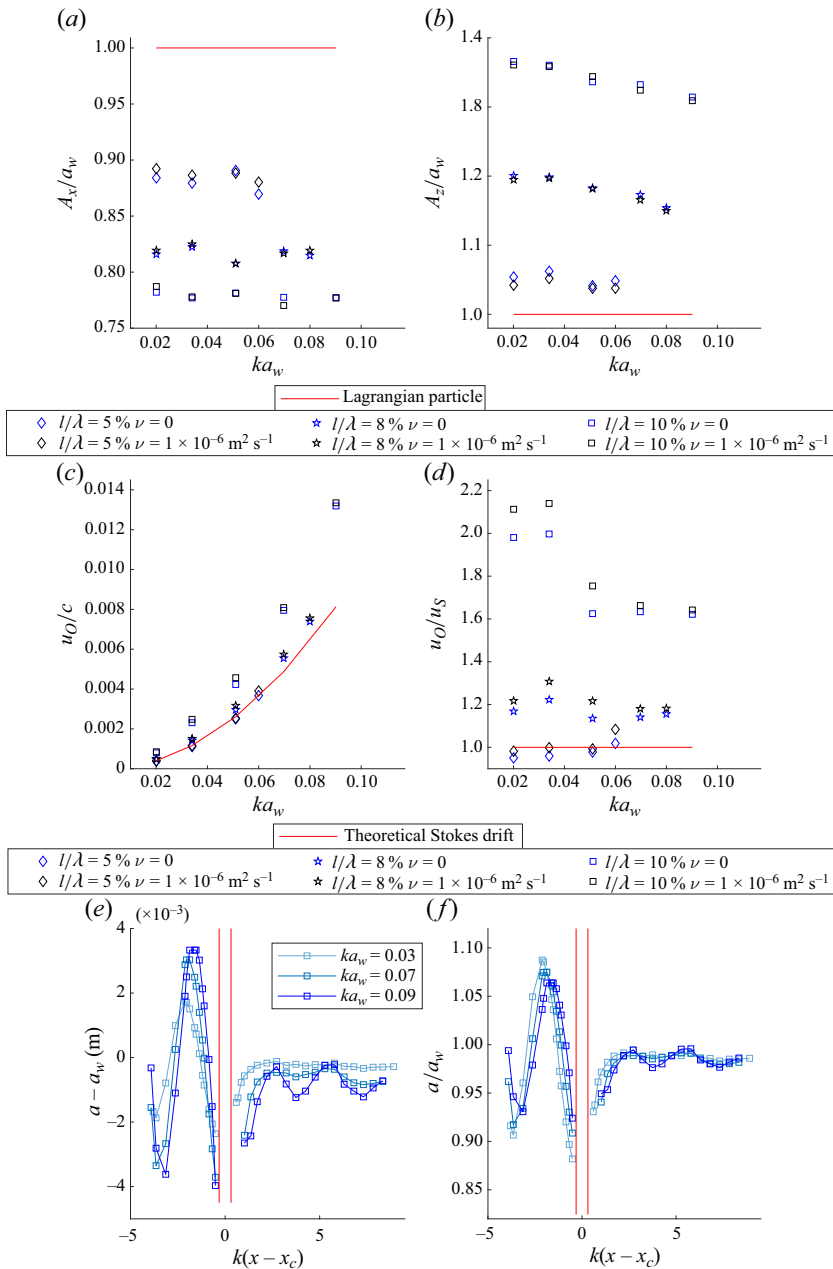 (a)
1.00
0.95
0.90
0.85
0.80
0.75
A_x/a_w
0.02 0.04 0.06 0.08 0.10
ka_w
(b)
1.4
1.8
1.2
1.1
1.0
A_z/a_w
0.02 0.04 0.06 0.08 0.10
ka_w
Lagrangian particle
l/λ = 5 % ν = 0 l/λ = 8 % ν = 0 l/λ = 10 % ν = 0
l/λ = 5 % ν = 1 × 10⁻⁶ m² s⁻¹ l/λ = 8 % ν = 1 × 10⁻⁶ m² s⁻¹ l/λ = 10 % ν = 1 × 10⁻⁶ m² s⁻¹
(c)
0.014
0.012
0.010
0.008
0.006
0.004
0.002
0
u_O/c
0.02 0.04 0.06 0.08 0.10
ka_w
(d)
2.2
2.0
1.8
1.6
1.4
1.2
1.0
u_O/u_S
0.02 0.04 0.06 0.08 0.10
ka_w
Theoretical Stokes drift
l/λ = 5 % ν = 0 l/λ = 8 % ν = 0 l/λ = 10 % ν = 0
l/λ = 5 % ν = 1 × 10⁻⁶ m² s⁻¹ l/λ = 8 % ν = 1 × 10⁻⁶ m² s⁻¹ l/λ = 10 % ν = 1 × 10⁻⁶ m² s⁻¹
(e)
(×10⁻³)
4
2
0
−2
−4
a − a_w (m)
ka_w = 0.03
ka_w = 0.07
ka_w = 0.09
−5 0 5
k(x − x_c)
(f)
1.10
1.05
1.00
0.95
0.90
0.85
a/a_w
−5 0 5
k(x − x_c)